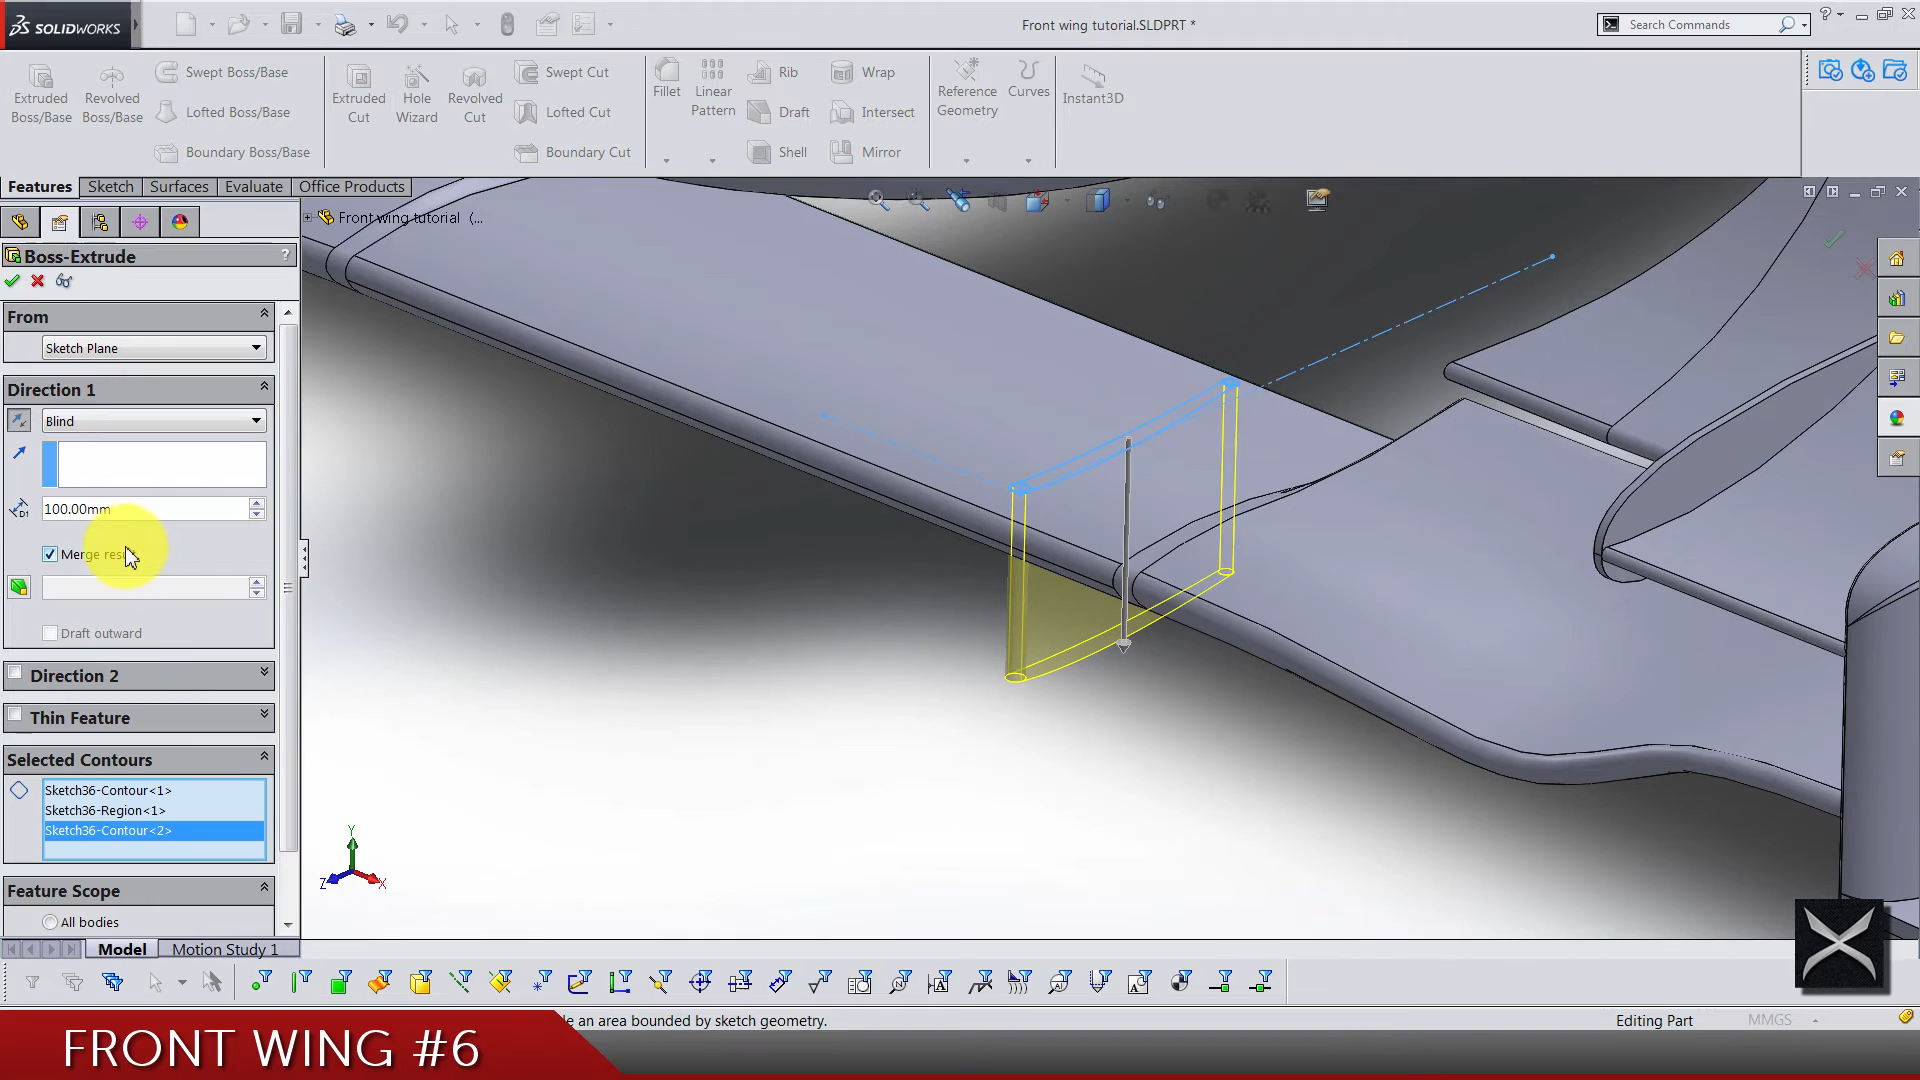 SOLIDWORKS
Front wing tutorial.SLDPRT *
Search Commands
?
Extruded Boss/Base
Revolved Boss/Base
Swept Boss/Base
Lofted Boss/Base
Boundary Boss/Base
Extruded Cut
Hole Wizard
Revolved Cut
Swept Cut
Lofted Cut
Boundary Cut
Fillet
Linear Pattern
Rib
Draft
Shell
Wrap
Intersect
Mirror
Reference Geometry
Curves
Instant3D
Features
Sketch
Surfaces
Evaluate
Office Products
Front wing tutorial (...
Boss-Extrude
?
From
Sketch Plane
Direction 1
Blind
D1
100.00mm
Merge resu
Draft outward
Direction 2
Thin Feature
Selected Contours
Sketch36-Contour<1>
Sketch36-Region<1>
Sketch36-Contour<2>
Feature Scope
All bodies
Y
Z
X
Model
Motion Study 1
le an area bounded by sketch geometry.
Editing Part
MMGS
FRONT WING #6